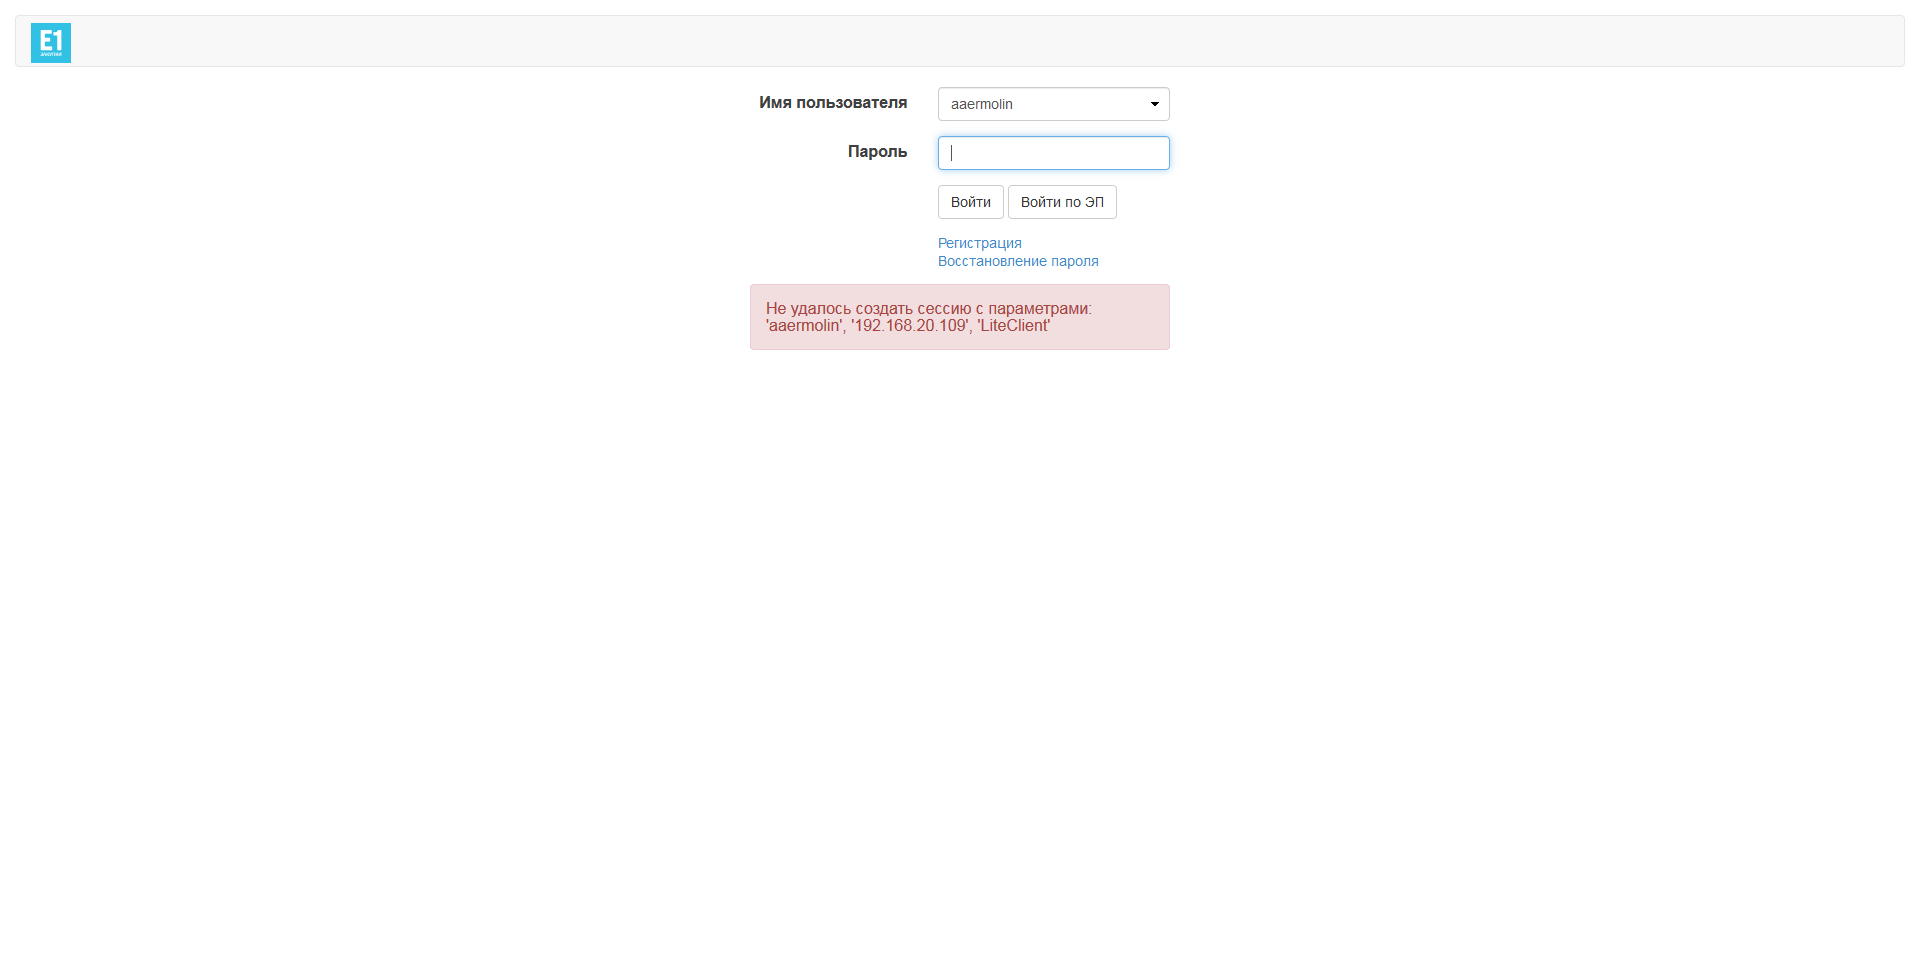 E1
ЗАКУПКИ
Имя пользователя
aaermolin
Пароль
Войти
Войти по ЭП
Регистрация
Восстановление пароля
Не удалось создать сессию с параметрами:
'aaermolin', '192.168.20.109', 'LiteClient'